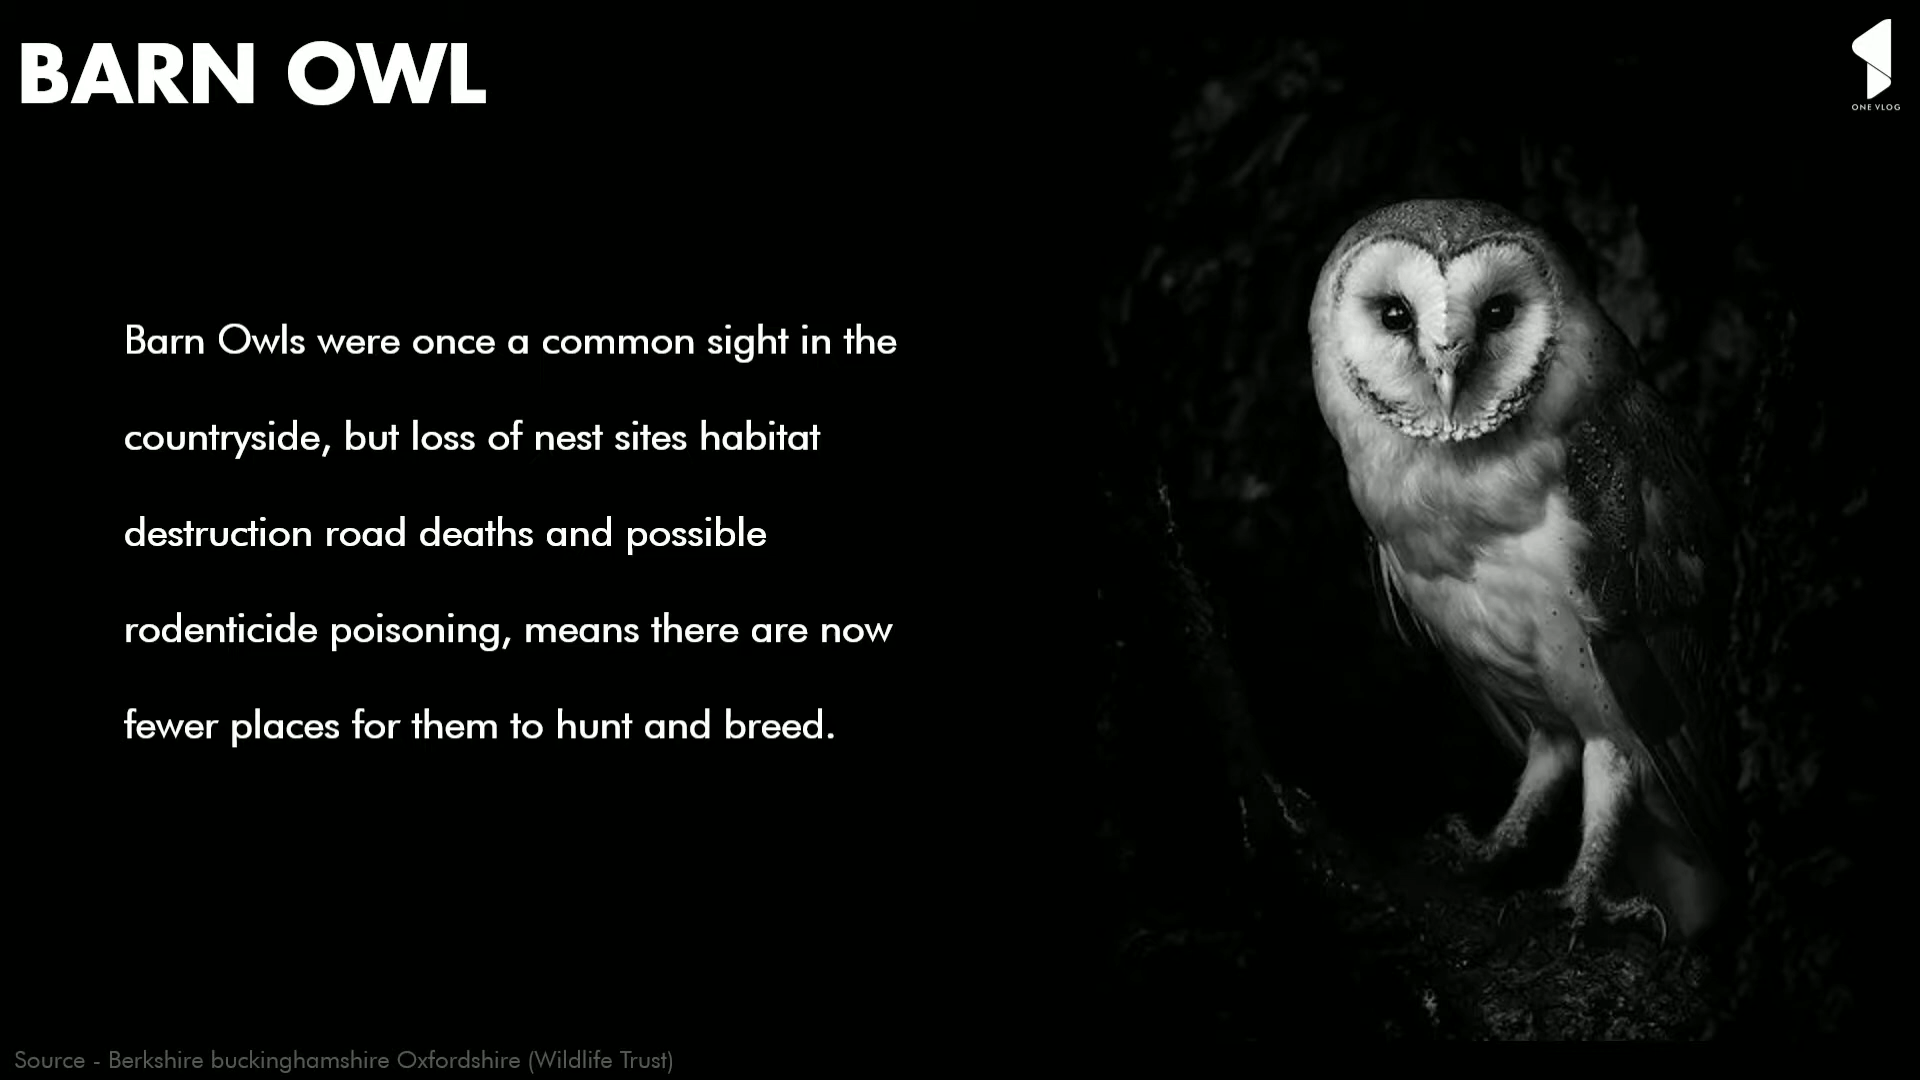 BARN OWL
ONE VLOG
Barn Owls were once a common sight in the
countryside, but loss of nest sites habitat
destruction road deaths and possible
rodenticide poisoning, means there are now
fewer places for them to hunt and breed.
Source - Berkshire buckinghamshire Oxfordshire (Wildlife Trust)